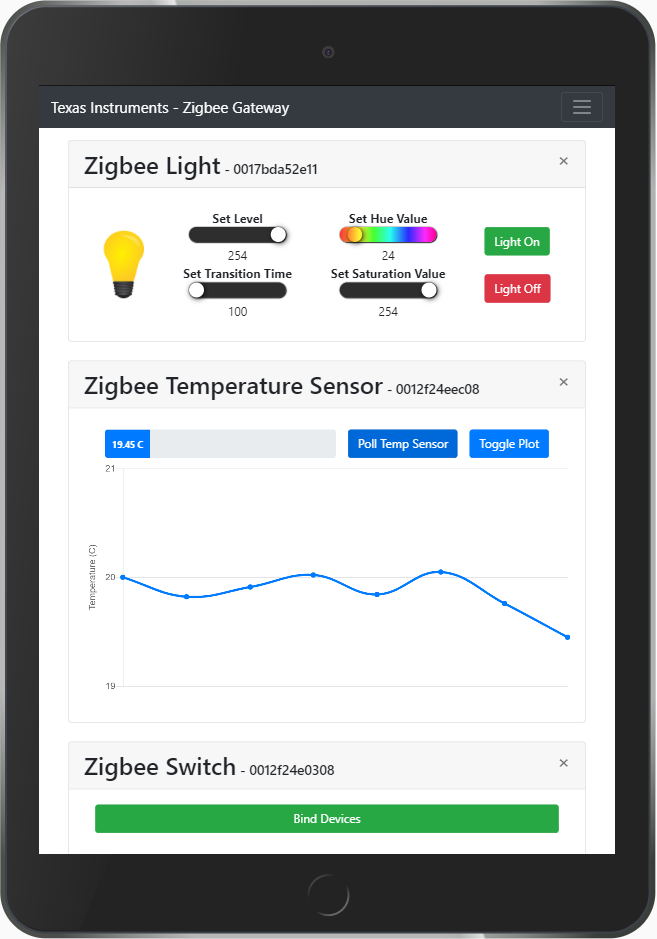 Texas Instruments - Zigbee Gateway
Zigbee Light - 0017bda52e11
×
Set Level
254
Set Hue Value
24
Light On
Set Transition Time
100
Set Saturation Value
254
Light Off
Zigbee Temperature Sensor - 0012f24eec08
×
19.45 C
Poll Temp Sensor
Toggle Plot
21
20
19
Temperature (C)
Zigbee Switch - 0012f24e0308
×
Bind Devices